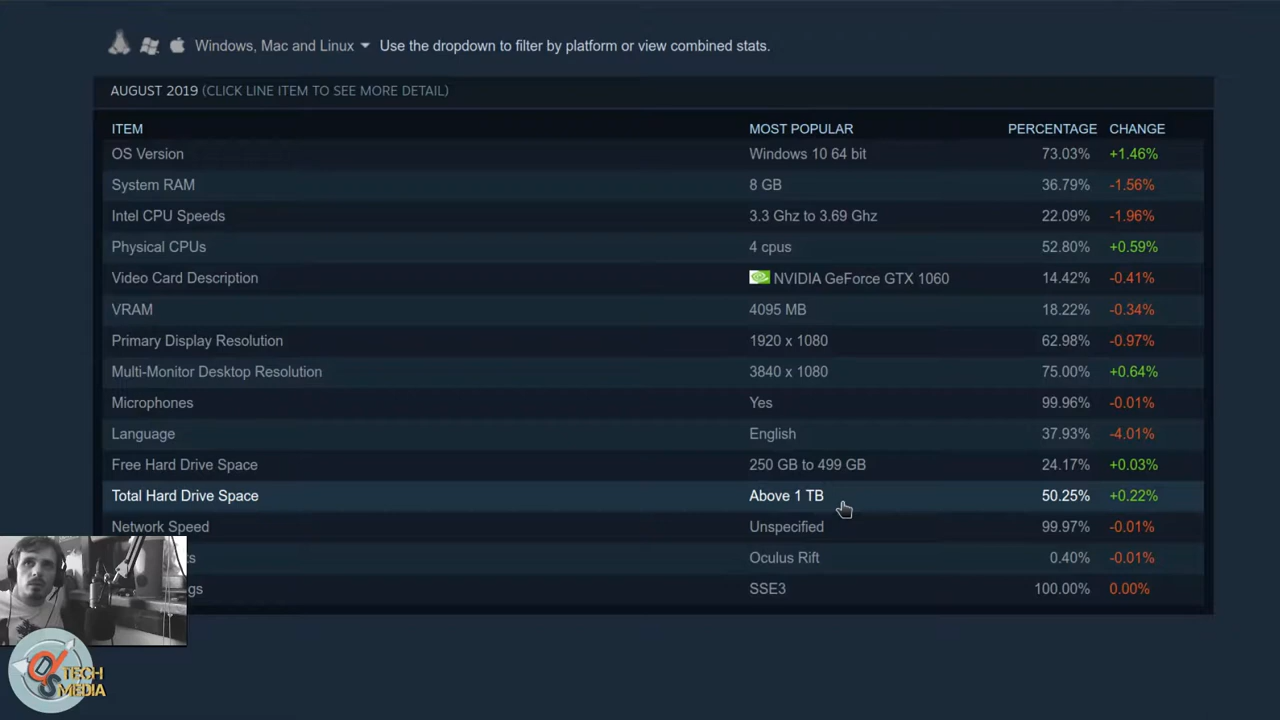 Windows, Mac and Linux Use the dropdown to filter by platform or view combined stats.
AUGUST 2019 (CLICK LINE ITEM TO SEE MORE DETAIL)
ITEM MOST POPULAR PERCENTAGE CHANGE
OS Version Windows 10 64 bit 73.03% +1.46%
System RAM 8 GB 36.79% -1.56%
Intel CPU Speeds 3.3 Ghz to 3.69 Ghz 22.09% -1.96%
Physical CPUs 4 cpus 52.80% +0.59%
Video Card Description NVIDIA GeForce GTX 1060 14.42% -0.41%
VRAM 4095 MB 18.22% -0.34%
Primary Display Resolution 1920 x 1080 62.98% -0.97%
Multi-Monitor Desktop Resolution 3840 x 1080 75.00% +0.64%
Microphones Yes 99.96% -0.01%
Language English 37.93% -4.01%
Free Hard Drive Space 250 GB to 499 GB 24.17% +0.03%
Total Hard Drive Space Above 1 TB 50.25% +0.22%
Network Speed Unspecified 99.97% -0.01%
Oculus Rift 0.40% -0.01%
SSE3 100.00% 0.00%
DS TECH
MEDIA